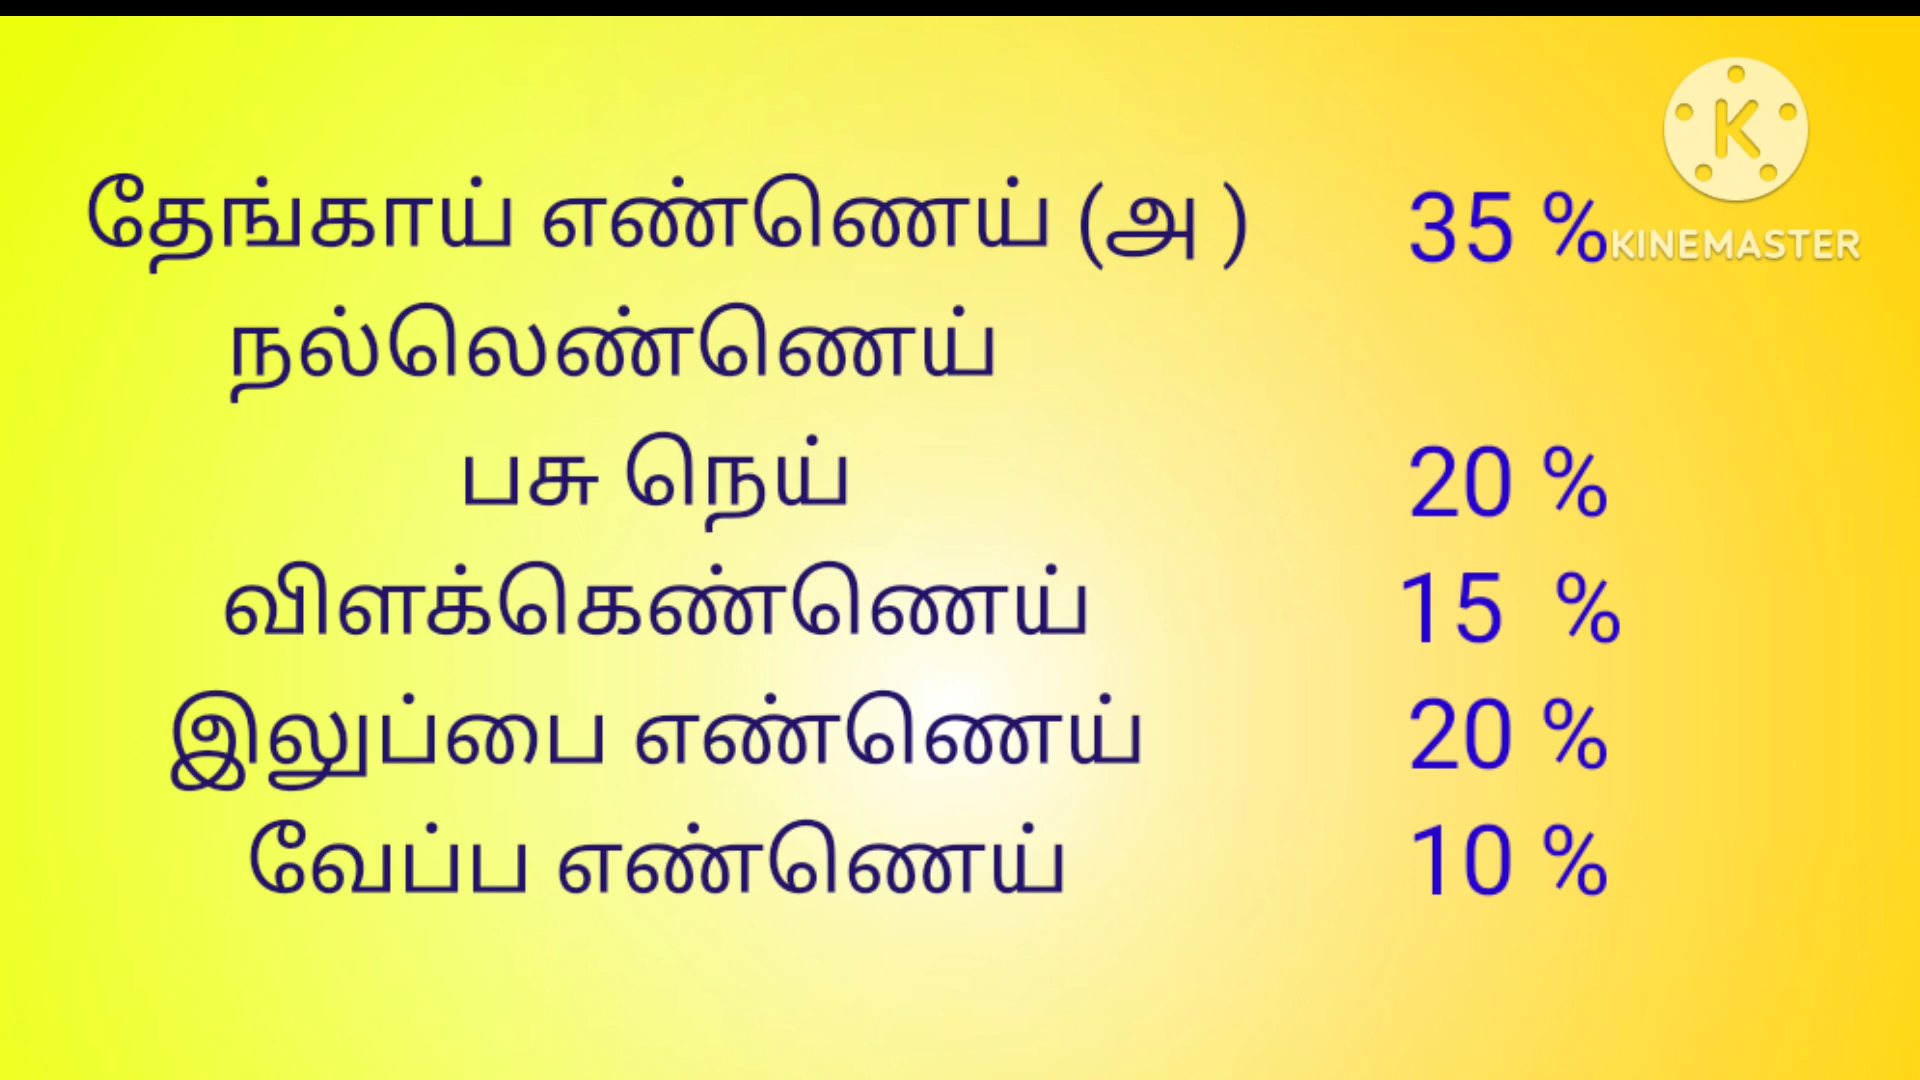 தேங்காய் எண்ணெய் (அ ) 35 %
நல்லெண்ணெய்
பசு நெய் 20 %
விளக்கெண்ணெய் 15 %
இலுப்பை எண்ணெய் 20 %
வேப்ப எண்ணெய் 10 %
K
KINEMASTER